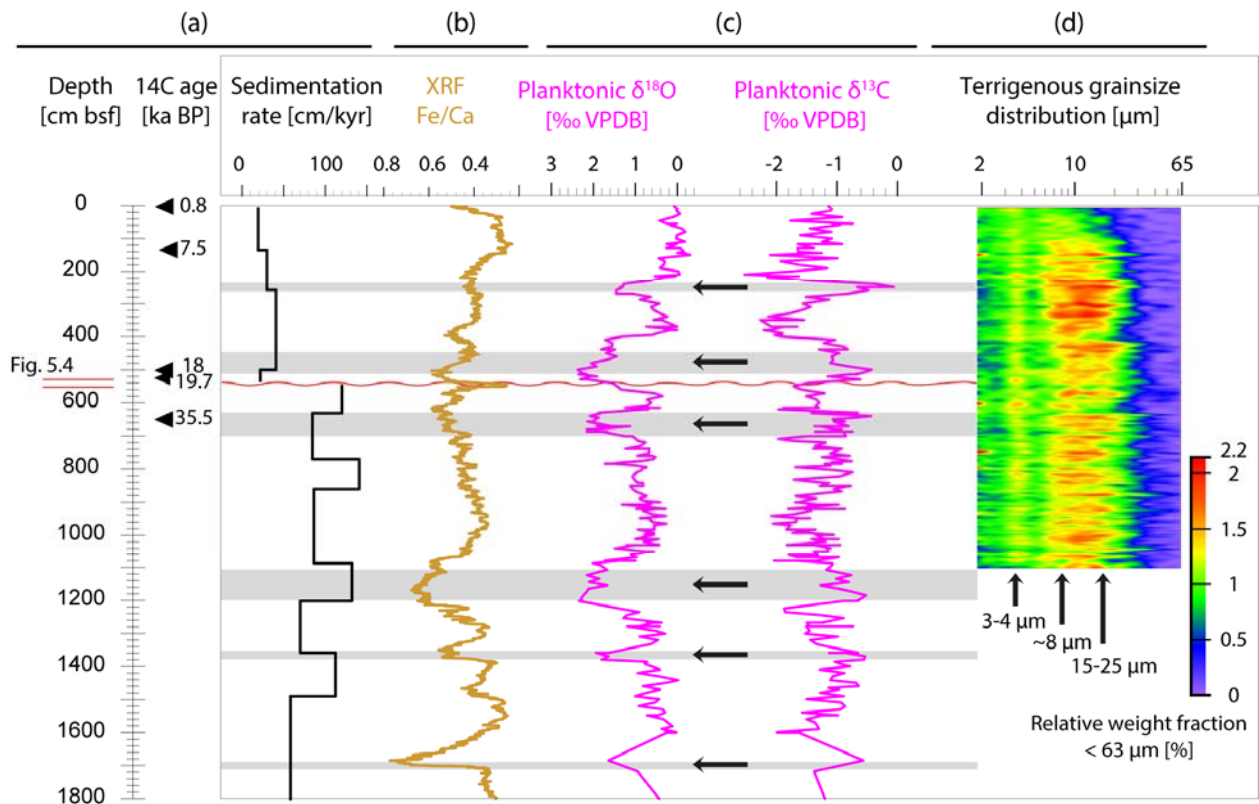 (a)
(b)
(c)
(d)
Depth
[cm bsf]
14C age
[ka BP]
Sedimentation
rate [cm/kyr]
XRF
Fe/Ca
Planktonic δ¹⁸O
[‰ VPDB]
Planktonic δ¹³C
[‰ VPDB]
Terrigenous grainsize
distribution [µm]
0 100
0.8 0.6 0.4
3 2 1 0
-2 -1 0
2 10 65
0
200
400
600
800
1000
1200
1400
1600
1800
Fig. 5.4
0.8
7.5
18
19.7
35.5
3-4 µm
~8 µm
15-25 µm
2.2
2
1.5
1
0.5
0
Relative weight fraction
< 63 µm [%]